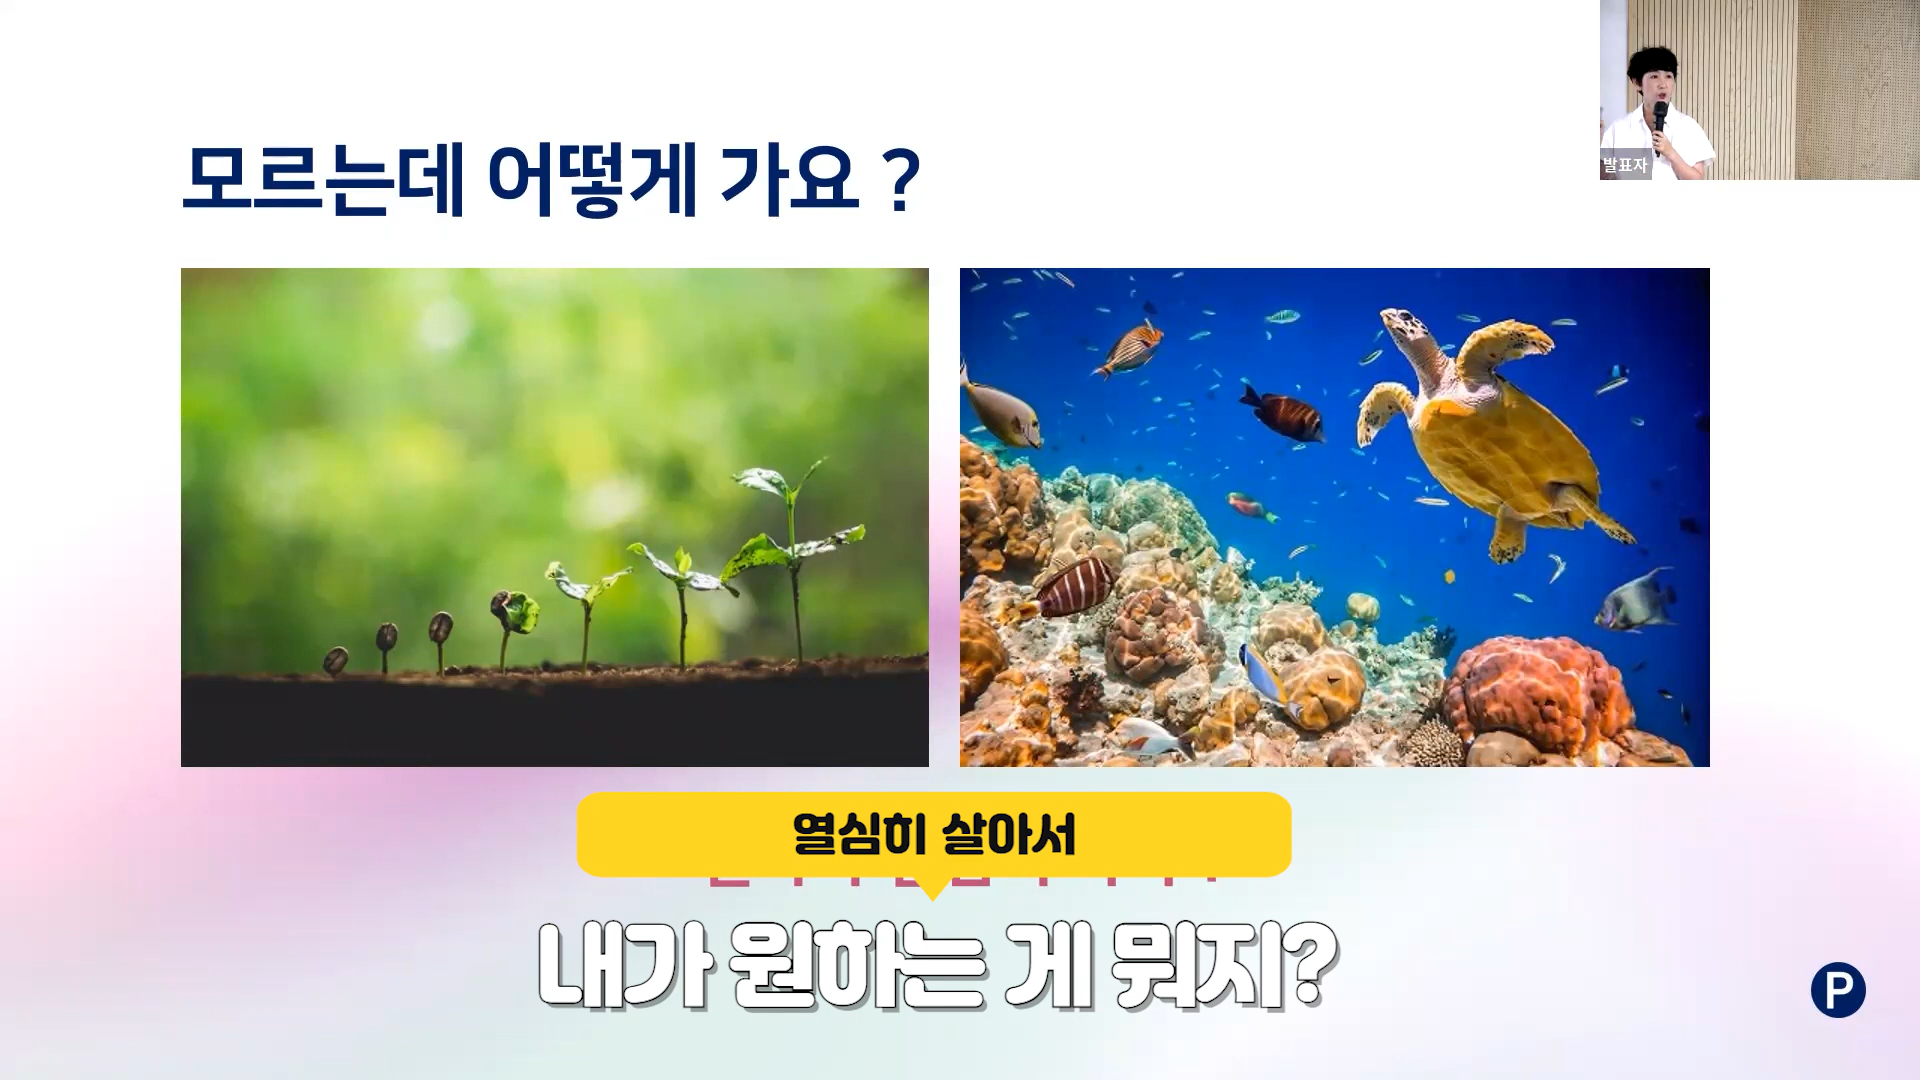 모르는데 어떻게 가요 ?
발표자
열심히 살아서
내가 원하는 게 뭐지?
P